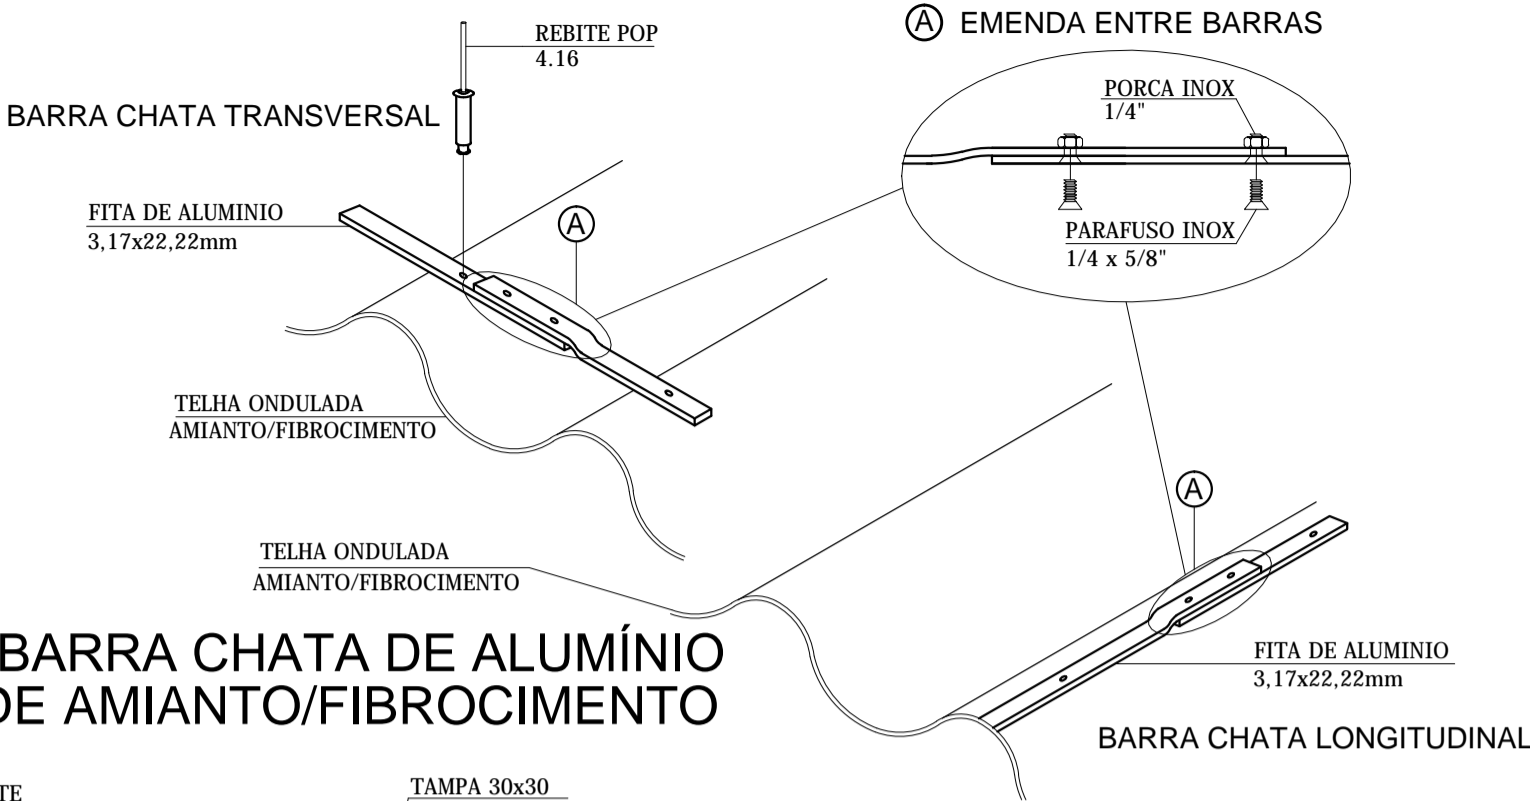 REBITE POP
4.16
BARRA CHATA TRANSVERSAL
FITA DE ALUMINIO
3,17x22,22mm
A
TELHA ONDULADA
AMIANTO/FIBROCIMENTO
A EMENDA ENTRE BARRAS
PORCA INOX
1/4"
PARAFUSO INOX
1/4 x 5/8"
TELHA ONDULADA
AMIANTO/FIBROCIMENTO
A
FITA DE ALUMINIO
3,17x22,22mm
BARRA CHATA LONGITUDINAL
BARRA CHATA DE ALUMÍNIO
DE AMIANTO/FIBROCIMENTO
TE
TAMPA 30x30